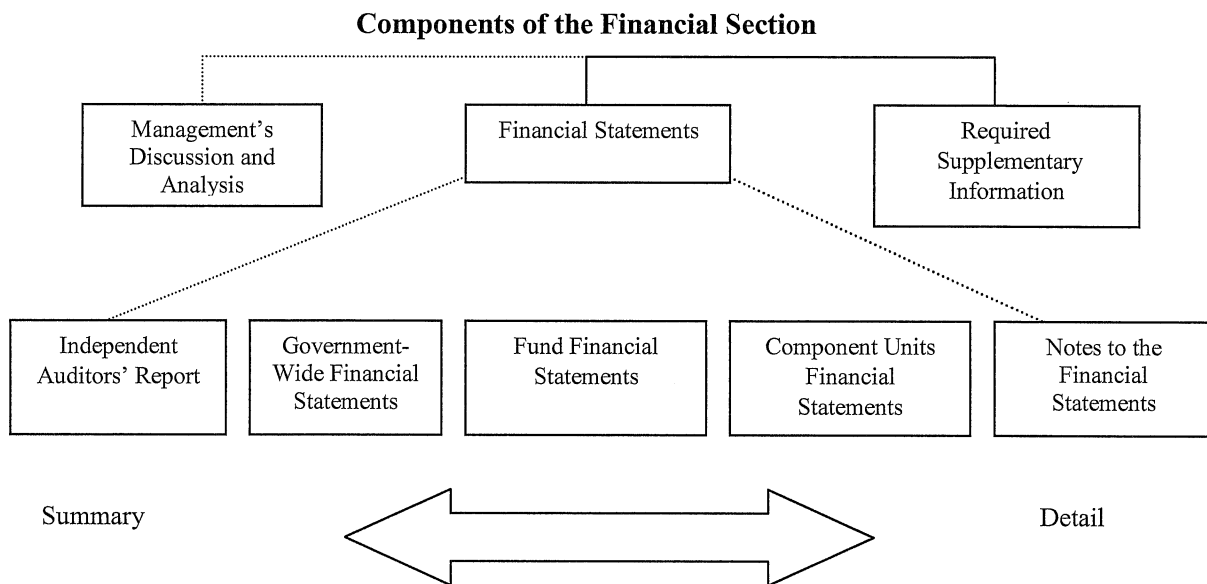 Components of the Financial Section
Management's
Discussion and
Analysis
Financial Statements
Required
Supplementary
Information
Independent
Auditors' Report
Government-
Wide Financial
Statements
Fund Financial
Statements
Component Units
Financial
Statements
Notes to the
Financial
Statements
Summary
Detail